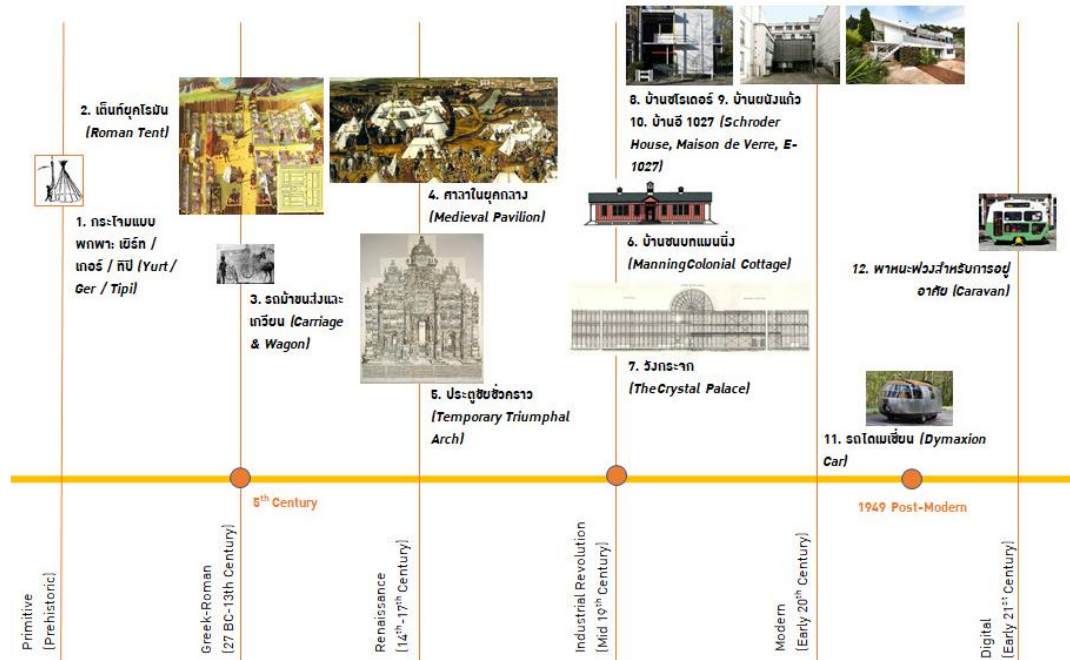 2. เต็นท์ยุคโรมัน
(Roman Tent)
1. กระโจมแบบ
พกพา: เยิร์ท /
เกอร์ / ทิปิ (Yurt /
Ger / Tipi)
3. รถม้าขนส่งและ
เกวียน (Carriage
& Wagon)
4. ศาลาในยุคกลาง
(Medieval Pavilion)
5. ประตูชัยชั่วคราว
(Temporary Triumphal
Arch)
8. บ้านชโรเดอร์ 9. บ้านผนังแก้ว
10. บ้านอี 1027 (Schroder
House, Maison de Verre, E-
1027)
6. บ้านชนบทแมนนิ่ง
(Manning Colonial Cottage)
7. วังกระจก
(The Crystal Palace)
12. พาหนะพ่วงสำหรับการอยู่
อาศัย (Caravan)
11. รถไดเมเชี่ยน (Dymaxion
Car)
5th Century
1949 Post-Modern
Primitive
(Prehistoric)
Greek-Roman
(27 BC-13th Century)
Renaissance
(14th-17th Century)
Industrial Revolution
(Mid 19th Century)
Modern
(Early 20th Century)
Digital
(Early 21st Century)